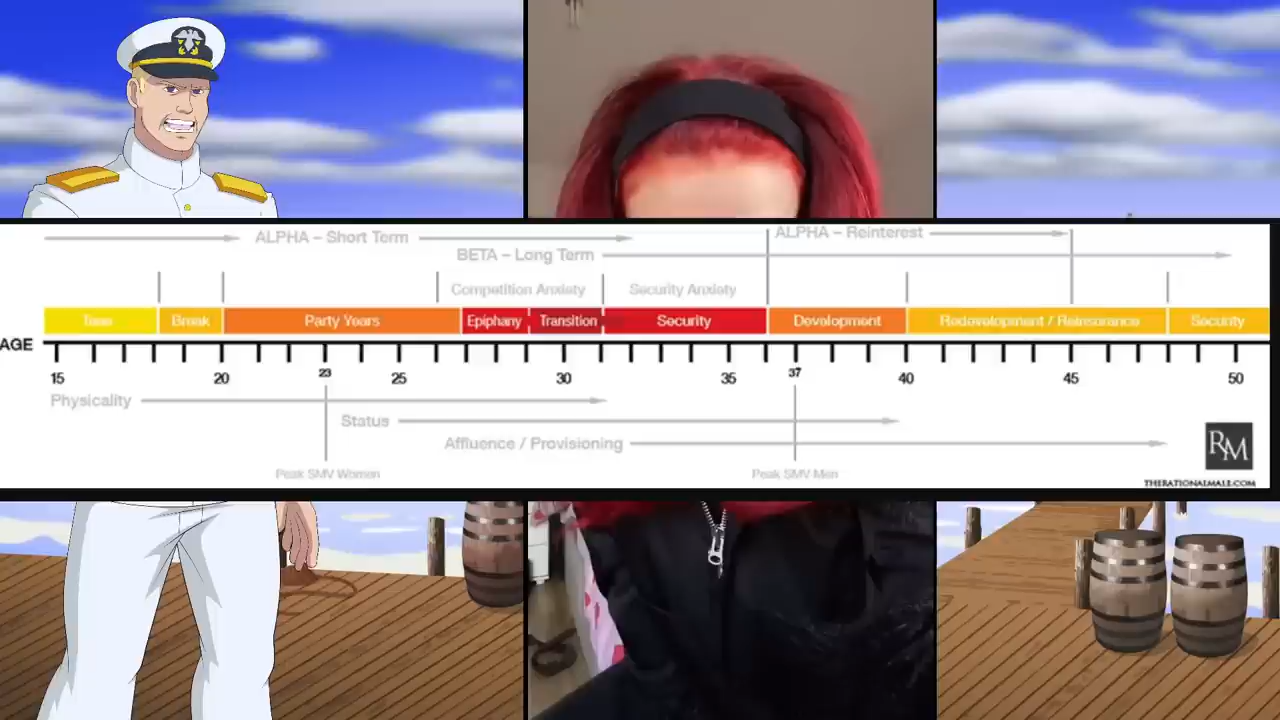 ALPHA – Short Term
ALPHA – Reinterest
BETA – Long Term
Competition Anxiety
Security Anxiety
Teen Break Party Years Epiphany Transition Security Development Redevelopment / Reinsurance Security
AGE
15 20 23 25 30 35 37 40 45 50
Physicality
Status
Affluence / Provisioning
Peak SMV Women
Peak SMV Men
RM
THERATIONALMALE.COM